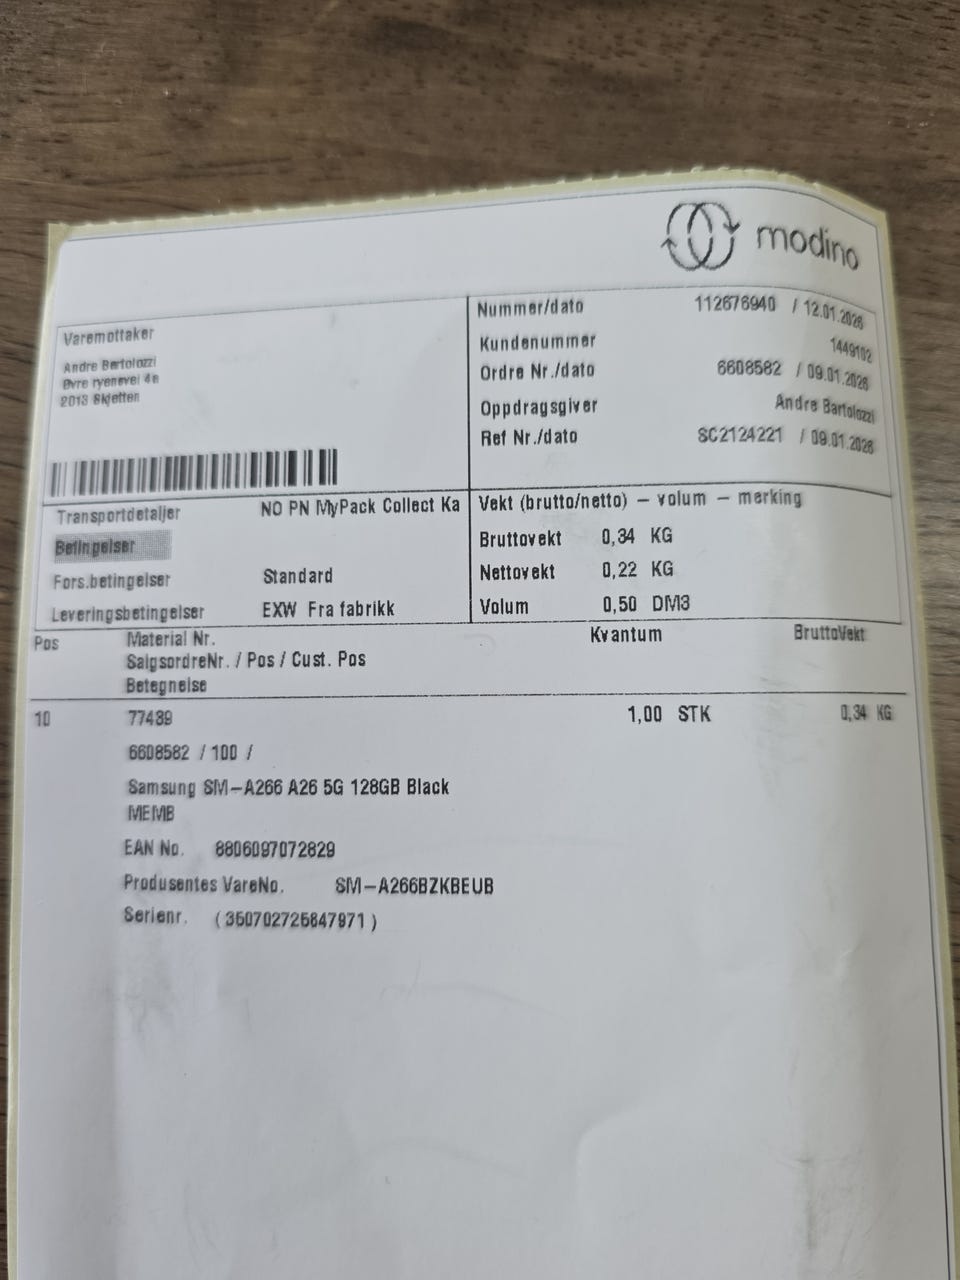 modino
Varemottaker
Andre Bartolozzi
Øvre ryenvei 4e
2013 Skjetten
Nummer/dato 112676940 / 12.01.2026
Kundenummer 1449102
Ordre Nr./dato 6608582 / 09.01.2026
Oppdragsgiver Andre Bartolozzi
Ref Nr./dato SC2124221 / 09.01.2026
Transportdetaljer NO PN MyPack Collect Ka
Betingelser
Fors.betingelser Standard
Leveringsbetingelser EXW Fra fabrikk
Vekt (brutto/netto) – volum – merking
Bruttovekt 0,34 KG
Nettovekt 0,22 KG
Volum 0,50 DM3
Pos Material Nr. Kvantum BruttoVekt
SalgsordreNr. / Pos / Cust. Pos
Betegnelse
10 77439 1,00 STK 0,34 KG
6608582 / 100 /
Samsung SM-A266 A26 5G 128GB Black
MEMB
EAN No. 8806097072829
Produsentes VareNo. SM-A266BZKBEUB
Serienr. (350702725847971)